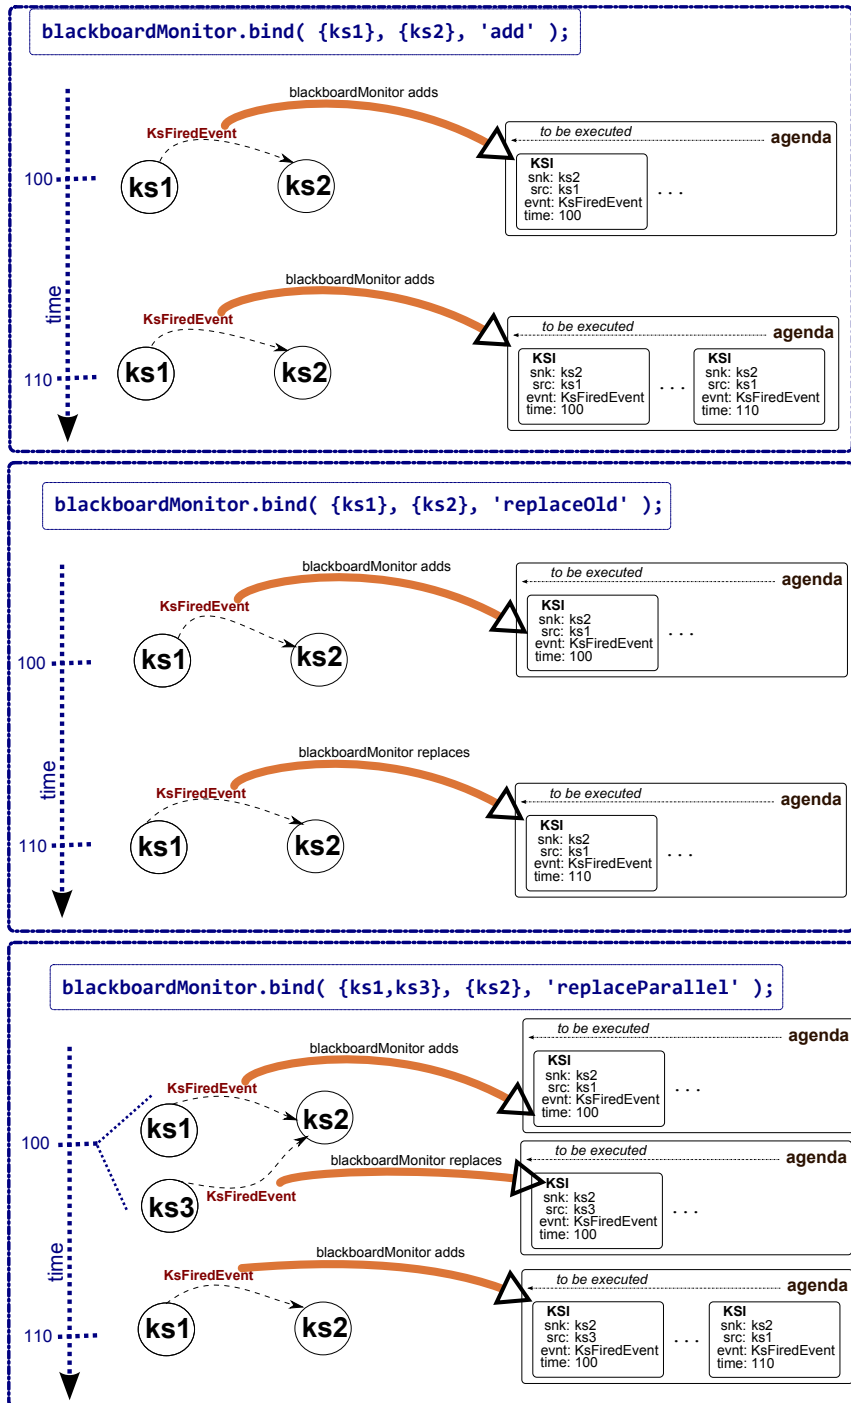 blackboardMonitor.bind( {ks1}, {ks2}, 'add' );
blackboardMonitor adds
KsFiredEvent
to be executed
agenda
100
ks1
ks2
KSI
snk: ks2
src: ks1
evnt: KsFiredEvent
time: 100
. . .
blackboardMonitor adds
KsFiredEvent
to be executed
agenda
time
110
ks1
ks2
KSI
snk: ks2
src: ks1
evnt: KsFiredEvent
time: 100
. . .
KSI
snk: ks2
src: ks1
evnt: KsFiredEvent
time: 110
blackboardMonitor.bind( {ks1}, {ks2}, 'replaceOld' );
blackboardMonitor adds
KsFiredEvent
to be executed
agenda
100
ks1
ks2
KSI
snk: ks2
src: ks1
evnt: KsFiredEvent
time: 100
. . .
blackboardMonitor replaces
KsFiredEvent
to be executed
agenda
time
110
ks1
ks2
KSI
snk: ks2
src: ks1
evnt: KsFiredEvent
time: 110
. . .
blackboardMonitor.bind( {ks1,ks3}, {ks2}, 'replaceParallel' );
blackboardMonitor adds
KsFiredEvent
to be executed
agenda
100
ks1
ks2
KSI
snk: ks2
src: ks1
evnt: KsFiredEvent
time: 100
. . .
blackboardMonitor replaces
ks3
KsFiredEvent
to be executed
agenda
KSI
snk: ks2
src: ks3
evnt: KsFiredEvent
time: 100
. . .
blackboardMonitor adds
KsFiredEvent
to be executed
agenda
time
110
ks1
ks2
KSI
snk: ks2
src: ks3
evnt: KsFiredEvent
time: 100
. . .
KSI
snk: ks2
src: ks1
evnt: KsFiredEvent
time: 110